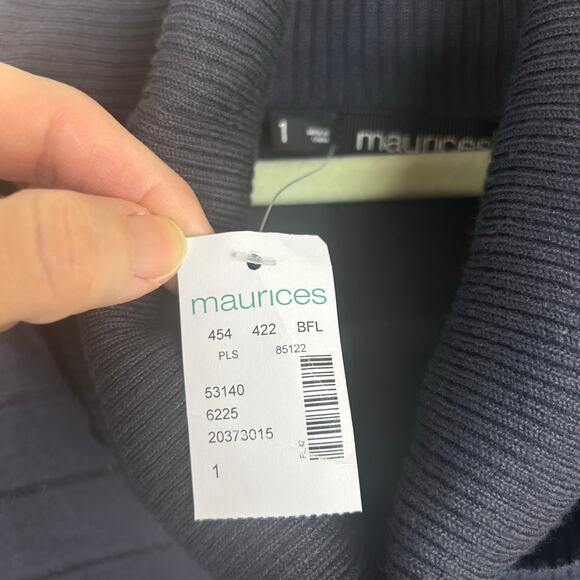 1
maurices
maurices
454 422 BFL
PLS 85122
53140
6225
20373015
1